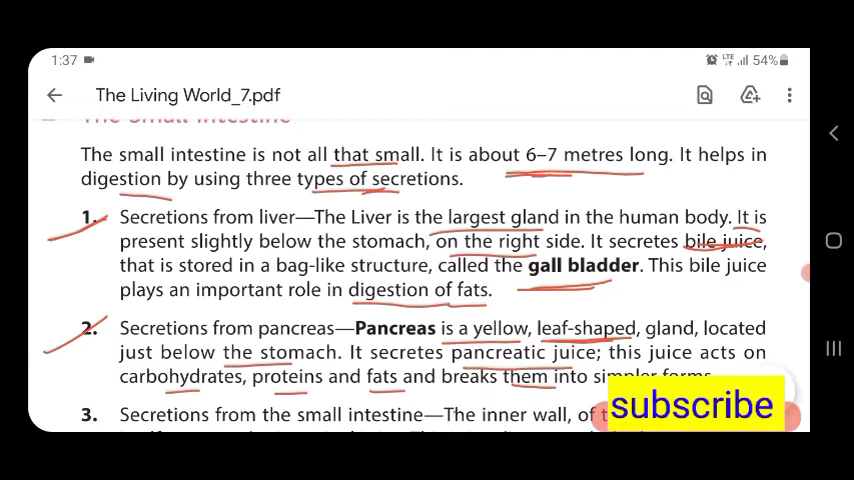 1:37 LTE 54%
The Living World_7.pdf
The Small Intestine
The small intestine is not all that small. It is about 6–7 metres long. It helps in
digestion by using three types of secretions.
1. Secretions from liver—The Liver is the largest gland in the human body. It is
present slightly below the stomach, on the right side. It secretes bile juice,
that is stored in a bag-like structure, called the gall bladder. This bile juice
plays an important role in digestion of fats.
2. Secretions from pancreas—Pancreas is a yellow, leaf-shaped, gland, located
just below the stomach. It secretes pancreatic juice; this juice acts on
carbohydrates, proteins and fats and breaks them into simpler forms.
3. Secretions from the small intestine—The inner wall, of
subscribe